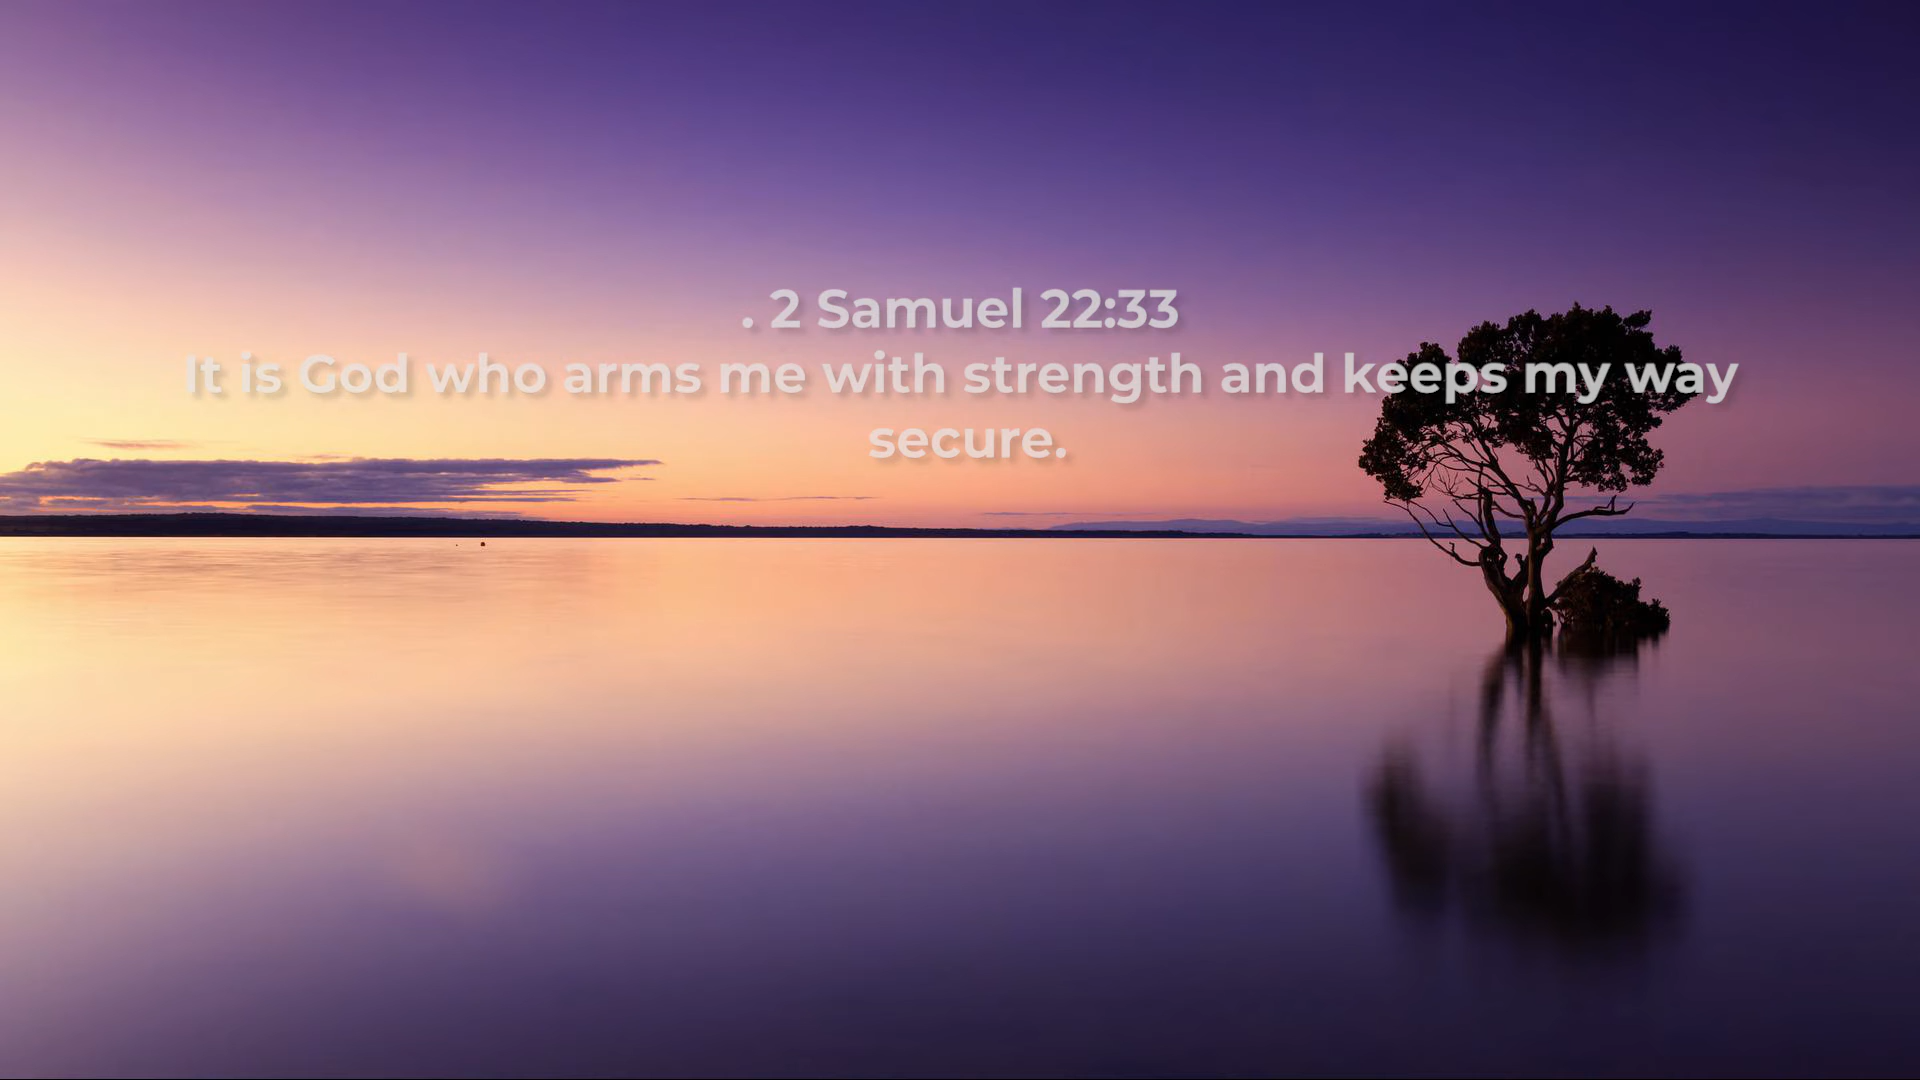 . 2 Samuel 22:33
It is God who arms me with strength and keeps my way
secure.